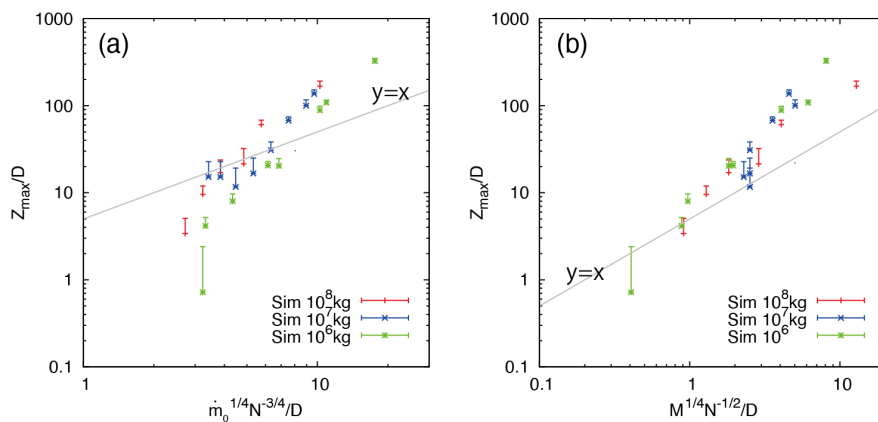 (a)
1000
100
10
1
0.1
Z_max/D
y=x
Sim 10^8kg
Sim 10^7kg
Sim 10^6kg
1
10
ṁ_0^1/4 N^-3/4/D
(b)
1000
100
10
1
0.1
Z_max/D
y=x
Sim 10^8kg
Sim 10^7kg
Sim 10^6
0.1
1
10
M^1/4 N^-1/2/D